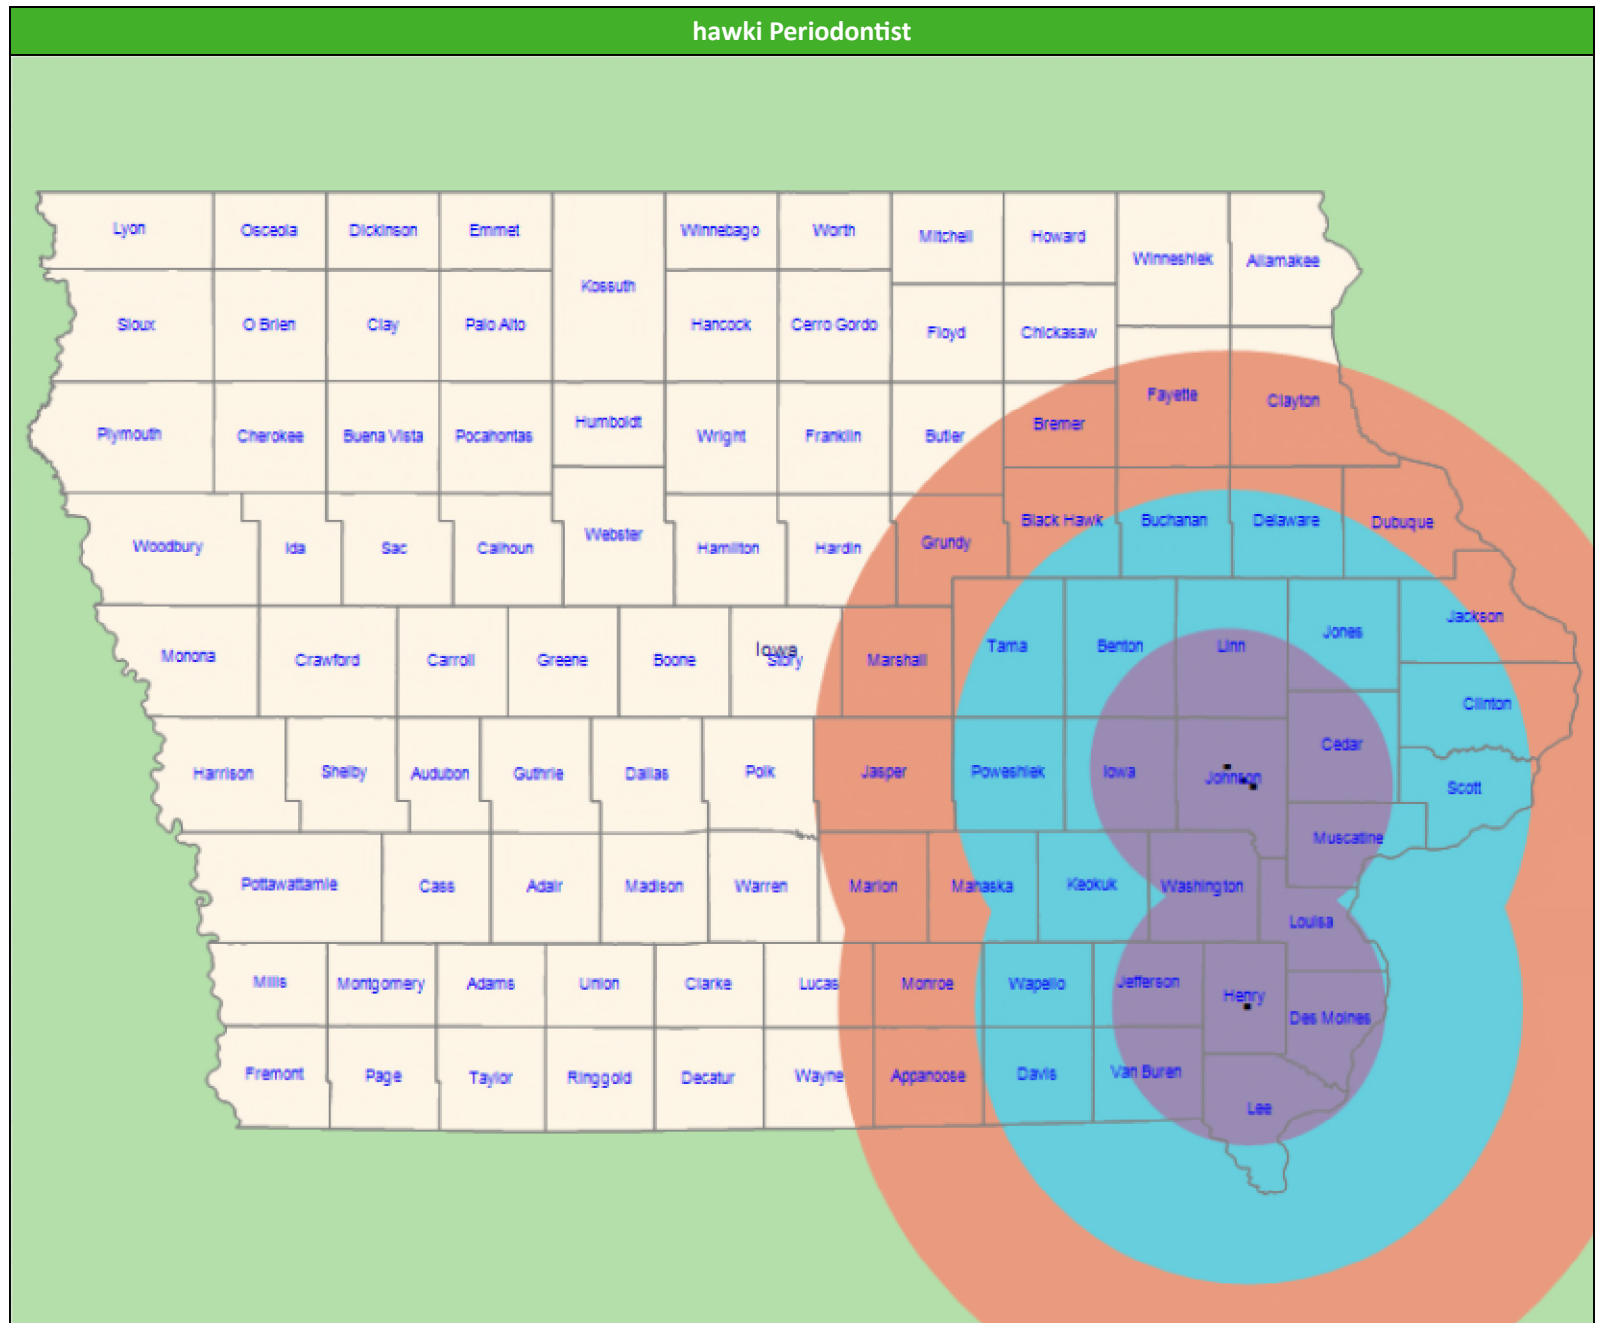 hawki Periodontist
Lyon Osceola Dickinson Emmet Winnebago Worth Mitchell Howard
Winneshiek Allamakee
Kossuth
Sioux O Brien Clay Palo Alto Hancock Cerro Gordo Floyd Chickasaw
Fayette Clayton
Plymouth Cherokee Buena Vista Pocahontas Humboldt Wright Franklin Butler Bremer
Woodbury Ida Sac Calhoun Webster Hamilton Hardin Grundy Black Hawk Buchanan Delaware Dubuque
Jackson
Monona Crawford Carroll Greene Boone Iowa Story Marshall Tama Benton Linn Jones
Clinton
Harrison Shelby Audubon Guthrie Dallas Polk Jasper Poweshiek Iowa Johnson Cedar Scott
Muscatine
Pottawattamie Cass Adair Madison Warren Marion Mahaska Keokuk Washington
Louisa
Mills Montgomery Adams Union Clarke Lucas Monroe Wapello Jefferson Henry
Des Moines
Fremont Page Taylor Ringgold Decatur Wayne Appanoose Davis Van Buren
Lee